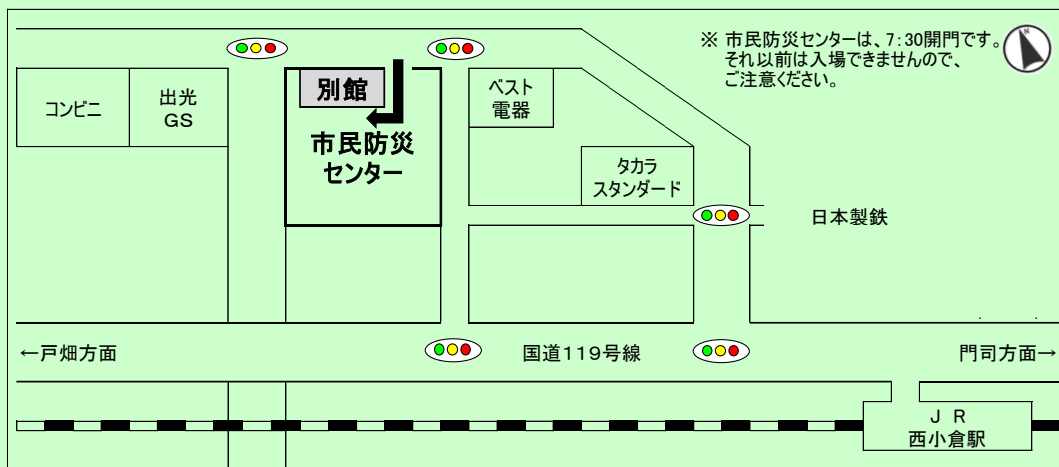 ※ 市民防災センターは、7:30開門です。
それ以前は入場できませんので、
ご注意ください。
N
コンビニ
出光
GS
別館
市民防災
センター
ベスト
電器
タカラ
スタンダード
日本製鉄
←戸畑方面
国道119号線
門司方面→
JR
西小倉駅